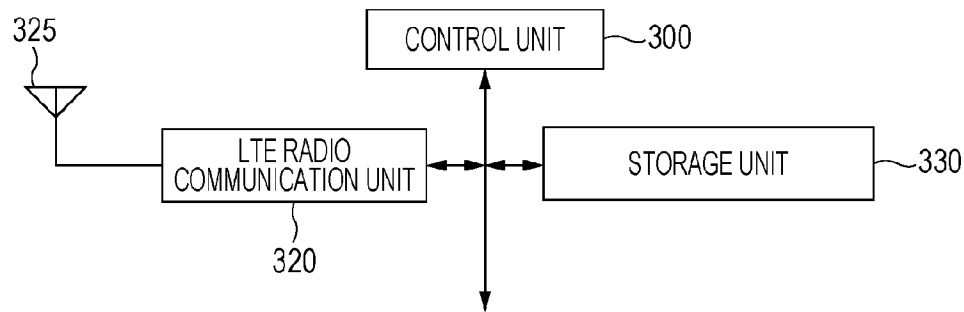 325
CONTROL UNIT
300
LTE RADIO
COMMUNICATION UNIT
STORAGE UNIT
330
320